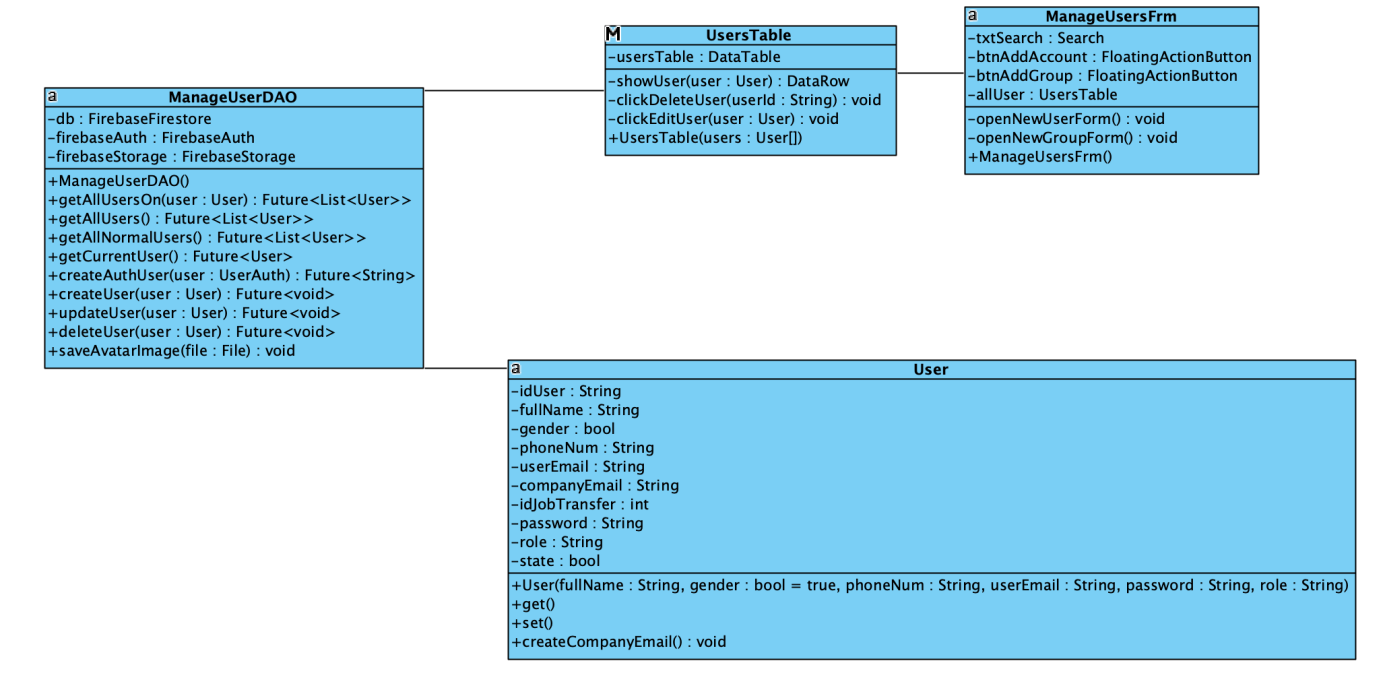 a
ManageUserDAO
-db : FirebaseFirestore
-firebaseAuth : FirebaseAuth
-firebaseStorage : FirebaseStorage
+ManageUserDAO()
+getAllUsersOn(user : User) : Future<List<User>>
+getAllUsers() : Future<List<User>>
+getAllNormalUsers() : Future<List<User>>
+getCurrentUser() : Future<User>
+createAuthUser(user : UserAuth) : Future<String>
+createUser(user : User) : Future<void>
+updateUser(user : User) : Future<void>
+deleteUser(user : User) : Future<void>
+saveAvatarImage(file : File) : void
M
UsersTable
-usersTable : DataTable
-showUser(user : User) : DataRow
-clickDeleteUser(userId : String) : void
-clickEditUser(user : User) : void
+UsersTable(users : User[])
a
ManageUsersFrm
-txtSearch : Search
-btnAddAccount : FloatingActionButton
-btnAddGroup : FloatingActionButton
-allUser : UsersTable
-openNewUserForm() : void
-openNewGroupForm() : void
+ManageUsersFrm()
a
User
-idUser : String
-fullName : String
-gender : bool
-phoneNum : String
-userEmail : String
-companyEmail : String
-idJobTransfer : int
-password : String
-role : String
-state : bool
+User(fullName : String, gender : bool = true, phoneNum : String, userEmail : String, password : String, role : String)
+get()
+set()
+createCompanyEmail() : void